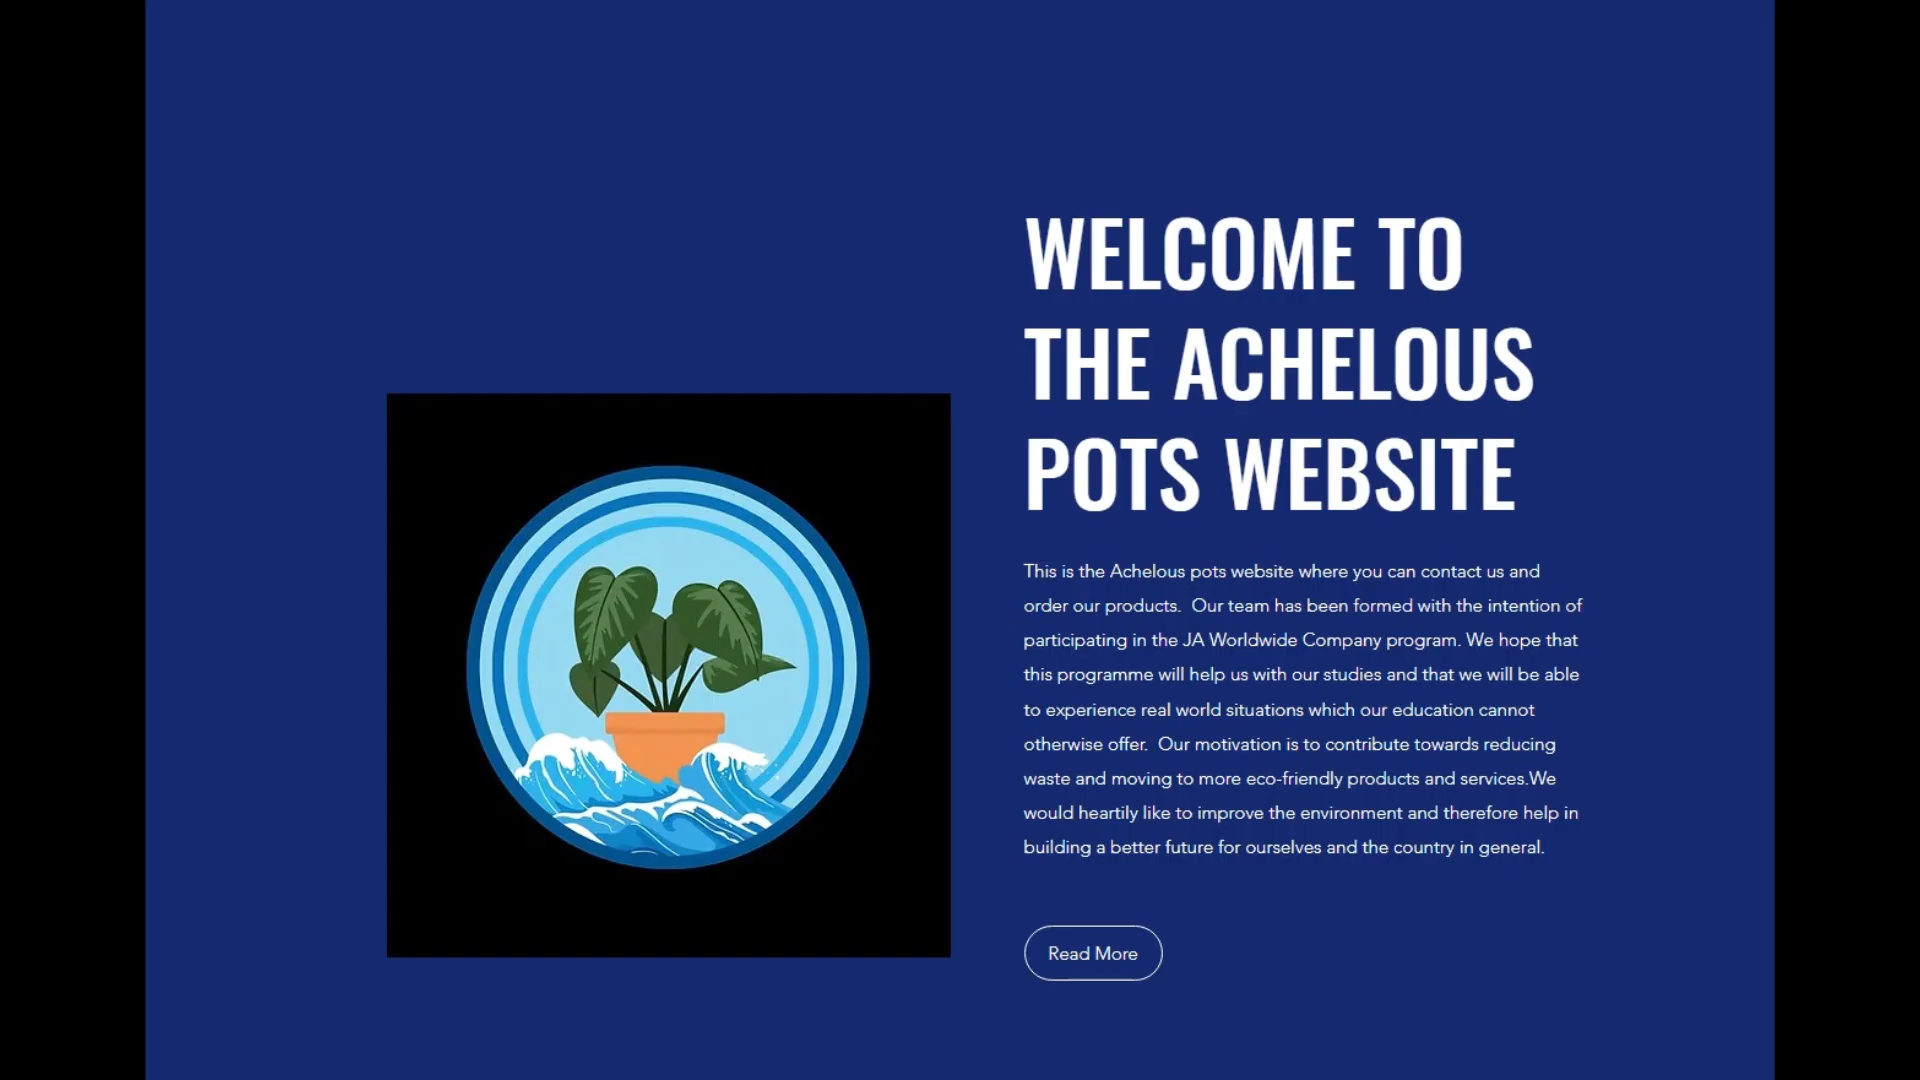 WELCOME TO
THE ACHELOUS
POTS WEBSITE
This is the Achelous pots website where you can contact us and
order our products.  Our team has been formed with the intention of
participating in the JA Worldwide Company program. We hope that
this programme will help us with our studies and that we will be able
to experience real world situations which our education cannot
otherwise offer.  Our motivation is to contribute towards reducing
waste and moving to more eco-friendly products and services.We
would heartily like to improve the environment and therefore help in
building a better future for ourselves and the country in general.
Read More